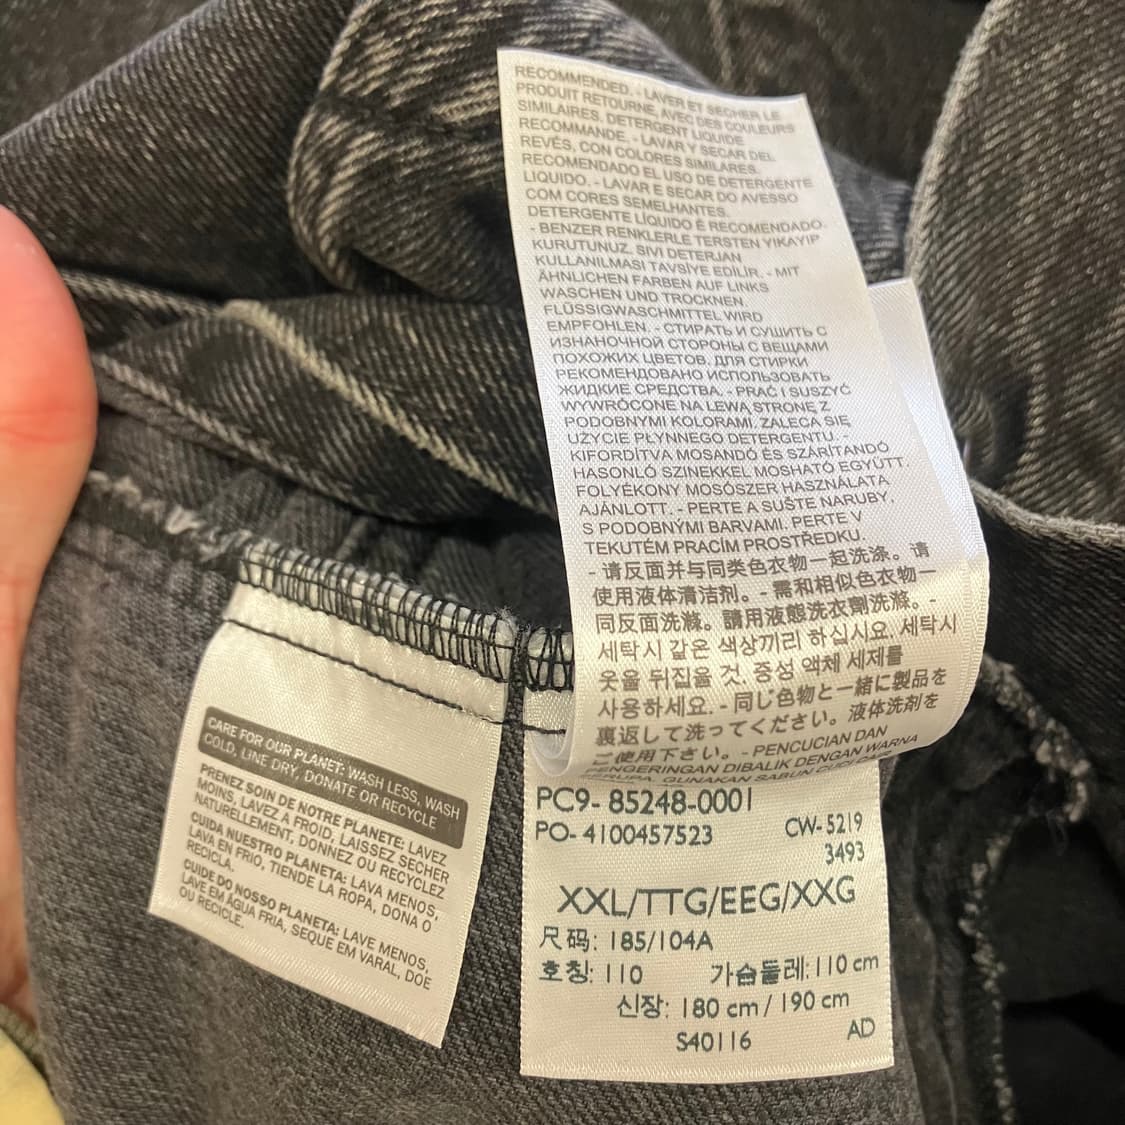 RECOMMENDED. - LAVER ET SÉCHER LE
PRODUIT RETOURNE, AVEC DES COULEURS
SIMILAIRES. DETERGENT LIQUIDE
RECOMMANDE. - LAVAR Y SECAR DEL
REVÉS, CON COLORES SIMILARES.
RECOMENDADO EL USO DE DETERGENTE
LIQUIDO. - LAVAR E SECAR DO AVESSO
COM CORES SEMELHANTES.
DETERGENTE LÍQUIDO É RECOMENDADO.
- BENZER RENKLERLE TERSTEN YIKAYIP
KURUTUNUZ. SIVI DETERJAN
KULLANILMASI TAVSİYE EDİLİR. - MIT
ÄHNLICHEN FARBEN AUF LINKS
WASCHEN UND TROCKNEN.
FLÜSSIGWASCHMITTEL WIRD
EMPFOHLEN. - СТИРАТЬ И СУШИТЬ С
ИЗНАНОЧНОЙ СТОРОНЫ С ВЕЩАМИ
ПОХОЖИХ ЦВЕТОВ. ДЛЯ СТИРКИ
РЕКОМЕНДОВАНО ИСПОЛЬЗОВАТЬ
ЖИДКИЕ СРЕДСТВА. - PRAĆ I SUSZYĆ
WYWRÓCONE NA LEWĄ STRONĘ Z
PODOBNYMI KOLORAMI. ZALECA SIĘ
UŻYCIE PŁYNNEGO DETERGENTU. -
KIFORDÍTVA MOSANDÓ ÉS SZÁRÍTANDÓ
HASONLÓ SZINEKKEL MOSHATÓ EGYÜTT.
FOLYÉKONY MOSÓSZER HASZNÁLATA
AJÁNLOTT. - PERTE A SUŠTE NARUBY,
S PODOBNÝMI BARVAMI. PERTE V
TEKUTÉM PRACÍM PROSTŘEDKU.
- 请反面并与同类色衣物一起洗涤。请
使用液体清洁剂。- 需和相似色衣物一
同反面洗滌。請用液態洗衣劑洗滌。-
세탁시 같은 색상끼리 하십시요. 세탁시
옷을 뒤집을 것. 중성 액체 세제를
사용하세요. - 同じ色物と一緒に製品を
裏返して洗ってください。液体洗剤を
ご使用下さい。- PENCUCIAN DAN
PENGERINGAN DIBALIK DENGAN WARNA
SERUPA. GUNAKAN SABUN CUCI CAIR
CARE FOR OUR PLANET: WASH LESS, WASH
COLD, LINE DRY, DONATE OR RECYCLE
PRENEZ SOIN DE NOTRE PLANETE: LAVEZ
MOINS, LAVEZ A FROID, LAISSEZ SECHER
NATURELLEMENT, DONNEZ OU RECYCLEZ
CUIDA NUESTRO PLANETA: LAVA MENOS,
LAVA EN FRIO, TIENDE LA ROPA, DONA O
RECICLA.
CUIDE DO NOSSO PLANETA: LAVE MENOS,
LAVE EM ÁGUA FRIA, SEQUE EM VARAL, DOE
OU RECICLE.
PC9- 85248-0001
PO- 4100457523
CW- 5219
3493
XXL/TTG/EEG/XXG
尺码: 185/104A
호칭: 110
가슴둘레: 110 cm
신장: 180 cm / 190 cm
S40116
AD